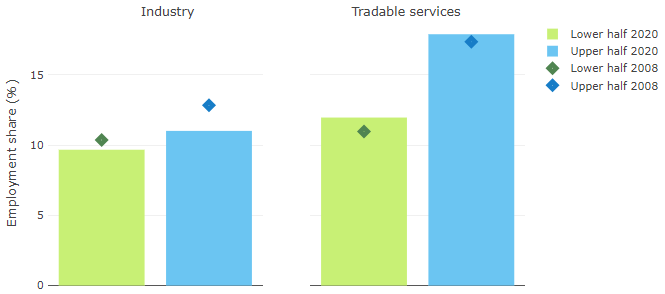 Industry
Tradable services
Employment share (%)
15
10
5
0
Lower half 2020
Upper half 2020
Lower half 2008
Upper half 2008